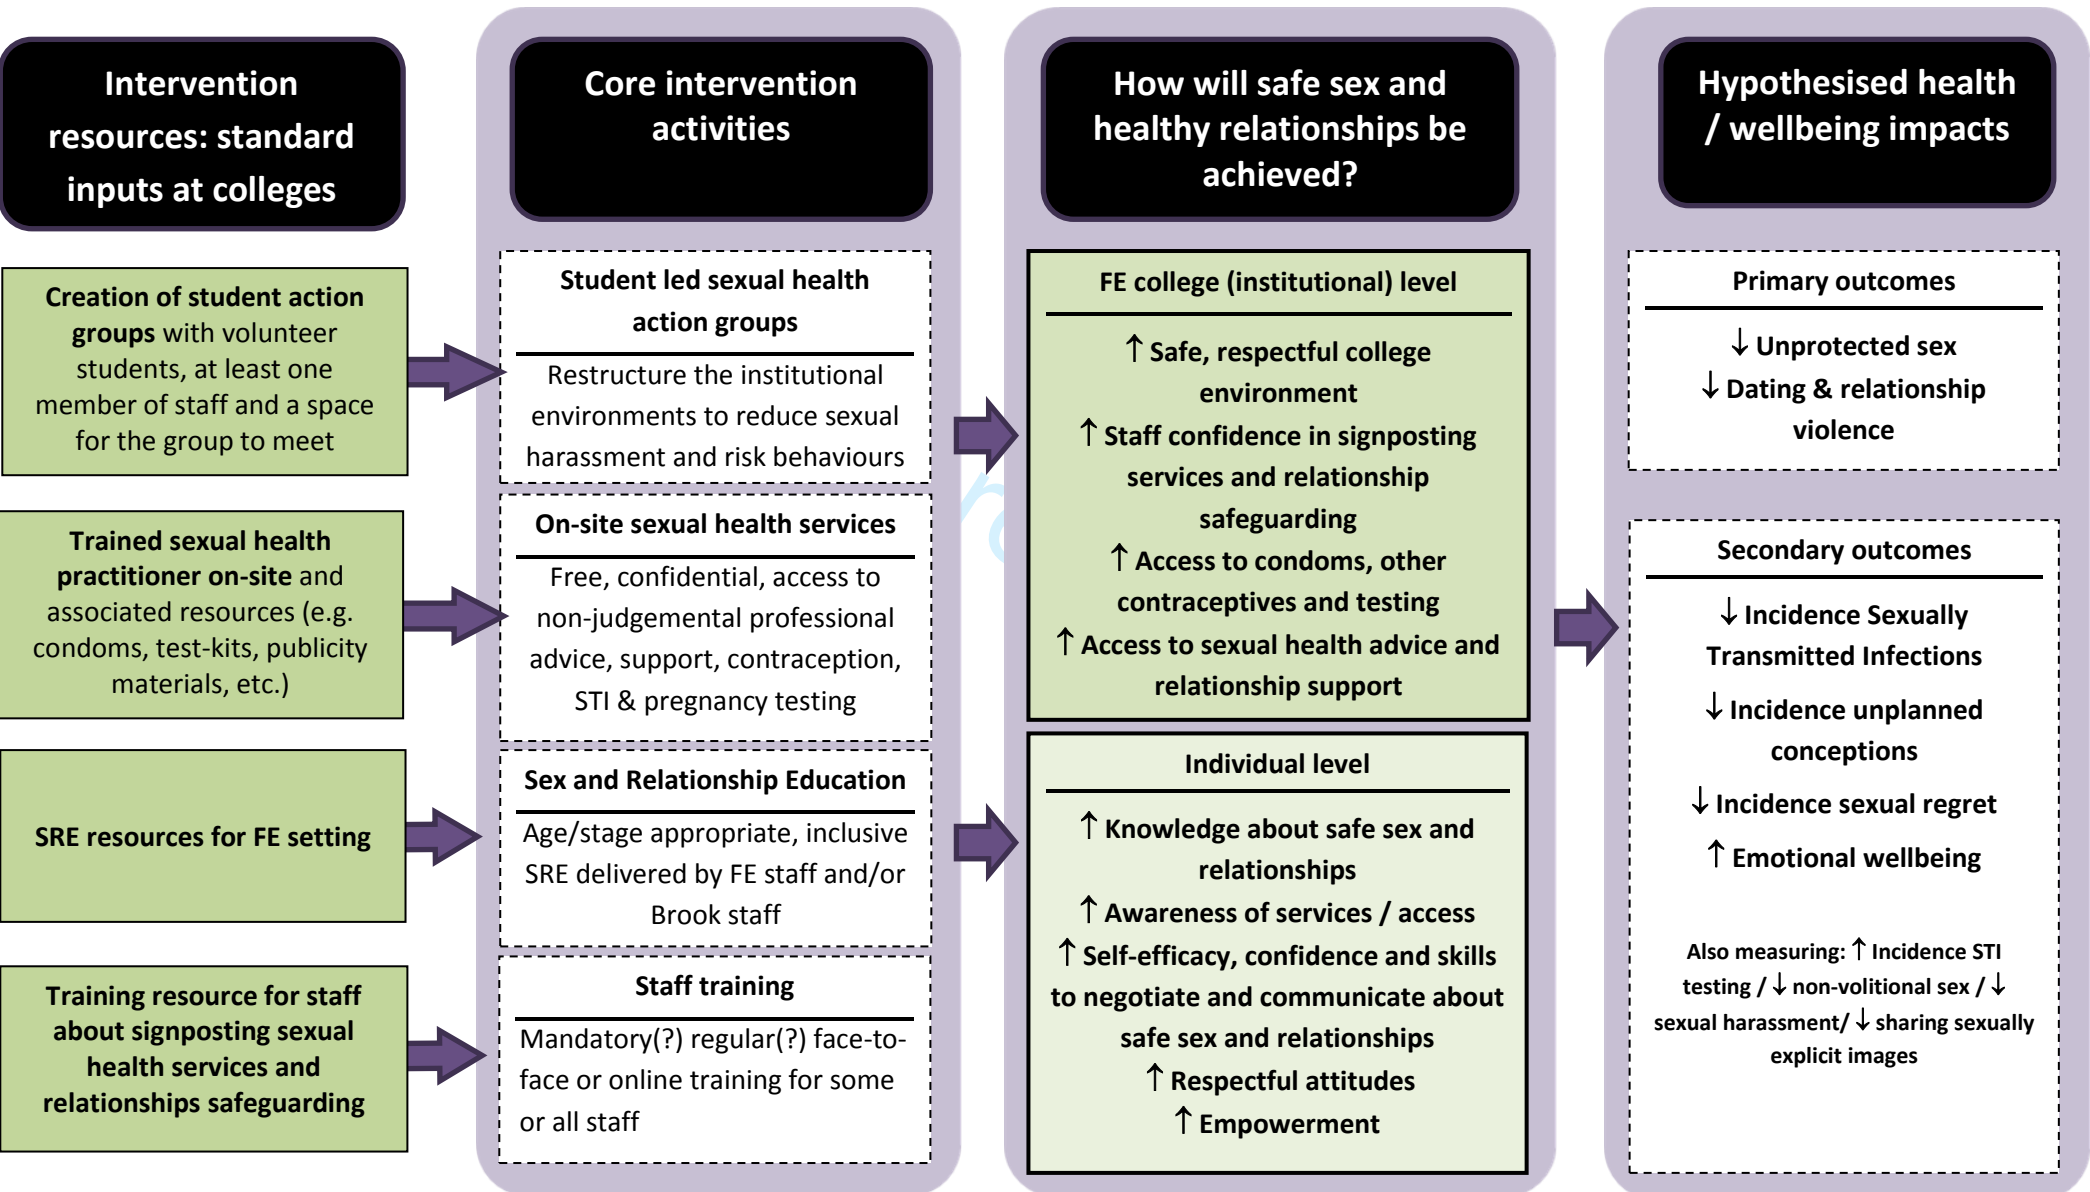 Intervention
resources: standard
inputs at colleges
Creation of student action
groups with volunteer
students, at least one
member of staff and a space
for the group to meet
Trained sexual health
practitioner on-site and
associated resources (e.g.
condoms, test-kits, publicity
materials, etc.)
SRE resources for FE setting
Training resource for staff
about signposting sexual
health services and
relationships safeguarding
Core intervention
activities
Student led sexual health
action groups
Restructure the institutional
environments to reduce sexual
harassment and risk behaviours
On-site sexual health services
Free, confidential, access to
non-judgemental professional
advice, support, contraception,
STI & pregnancy testing
Sex and Relationship Education
Age/stage appropriate, inclusive
SRE delivered by FE staff and/or
Brook staff
Staff training
Mandatory(?) regular(?) face-to-
face or online training for some
or all staff
How will safe sex and
healthy relationships be
achieved?
FE college (institutional) level
↑ Safe, respectful college
environment
↑ Staff confidence in signposting
services and relationship
safeguarding
↑ Access to condoms, other
contraceptives and testing
↑ Access to sexual health advice and
relationship support
Individual level
↑ Knowledge about safe sex and
relationships
↑ Awareness of services / access
↑ Self-efficacy, confidence and skills
to negotiate and communicate about
safe sex and relationships
↑ Respectful attitudes
↑ Empowerment
Hypothesised health
/ wellbeing impacts
Primary outcomes
↓ Unprotected sex
↓ Dating & relationship
violence
Secondary outcomes
↓ Incidence Sexually
Transmitted Infections
↓ Incidence unplanned
conceptions
↓ Incidence sexual regret
↑ Emotional wellbeing
Also measuring: ↑ Incidence STI
testing / ↓ non-volitional sex / ↓
sexual harassment/ ↓ sharing sexually
explicit images